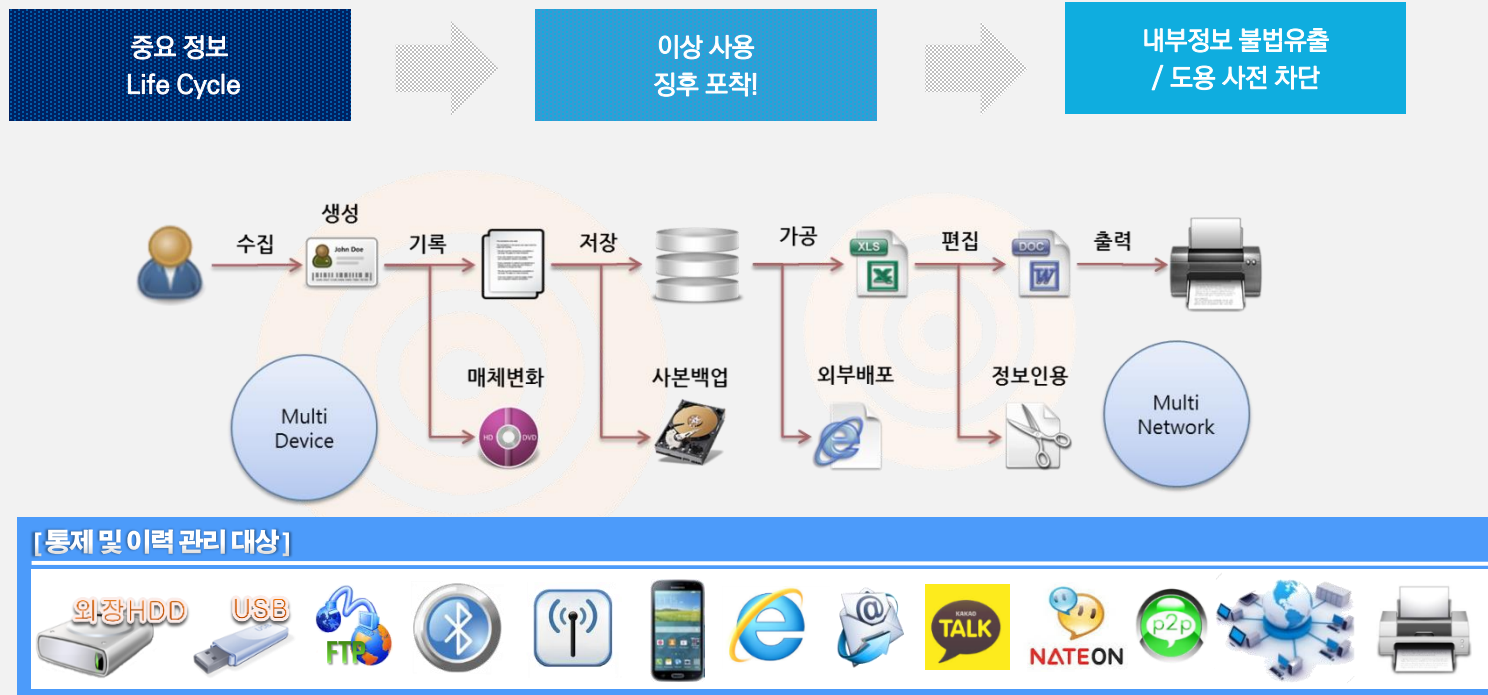 중요 정보
Life Cycle
이상 사용
징후 포착!
내부정보 불법유출
/ 도용 사전 차단
수집
생성
기록
저장
가공
편집
출력
John Doe
XLS
DOC
매체변화
사본백업
외부배포
정보인용
HD
DVD
Multi
Device
Multi
Network
[ 통제 및 이력 관리 대상 ]
외장HDD
USB
FTP
@
KAKAO
TALK
NATEON
p2p